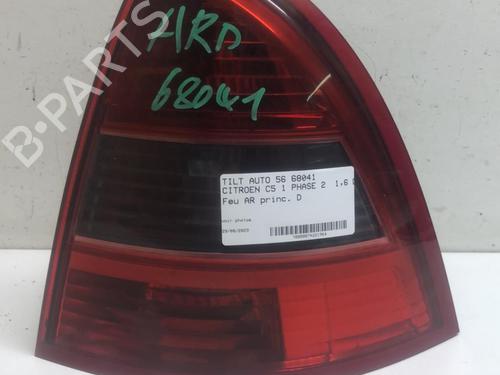 ARD
68041
B-PARTS
TILT AUTO 56 68041
CITROEN C5 1 PHASE 2 1,6
Feu AR princ. D
voir photos